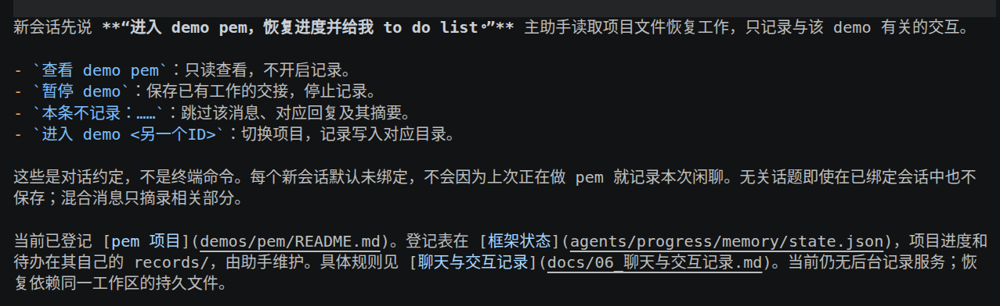 新会话先说 **“进入 demo pem，恢复进度并给我 to do list。”** 主助手读取项目文件恢复工作，只记录与该 demo 有关的交互。
- `查看 demo pem`：只读查看，不开启记录。
- `暂停 demo`：保存已有工作的交接，停止记录。
- `本条不记录：……`：跳过该消息、对应回复及其摘要。
- `进入 demo <另一个ID>`：切换项目，记录写入对应目录。
这些是对话约定，不是终端命令。每个新会话默认未绑定，不会因为上次正在做 pem 就记录本次闲聊。无关话题即使在已绑定会话中也不
保存；混合消息只摘录相关部分。
当前已登记 [pem 项目](demos/pem/README.md)。登记表在 [框架状态](agents/progress/memory/state.json)，项目进度和
待办在其自己的 records/，由助手维护。具体规则见 [聊天与交互记录](docs/06_聊天与交互记录.md)。当前仍无后台记录服务；恢
复依赖同一工作区的持久文件。